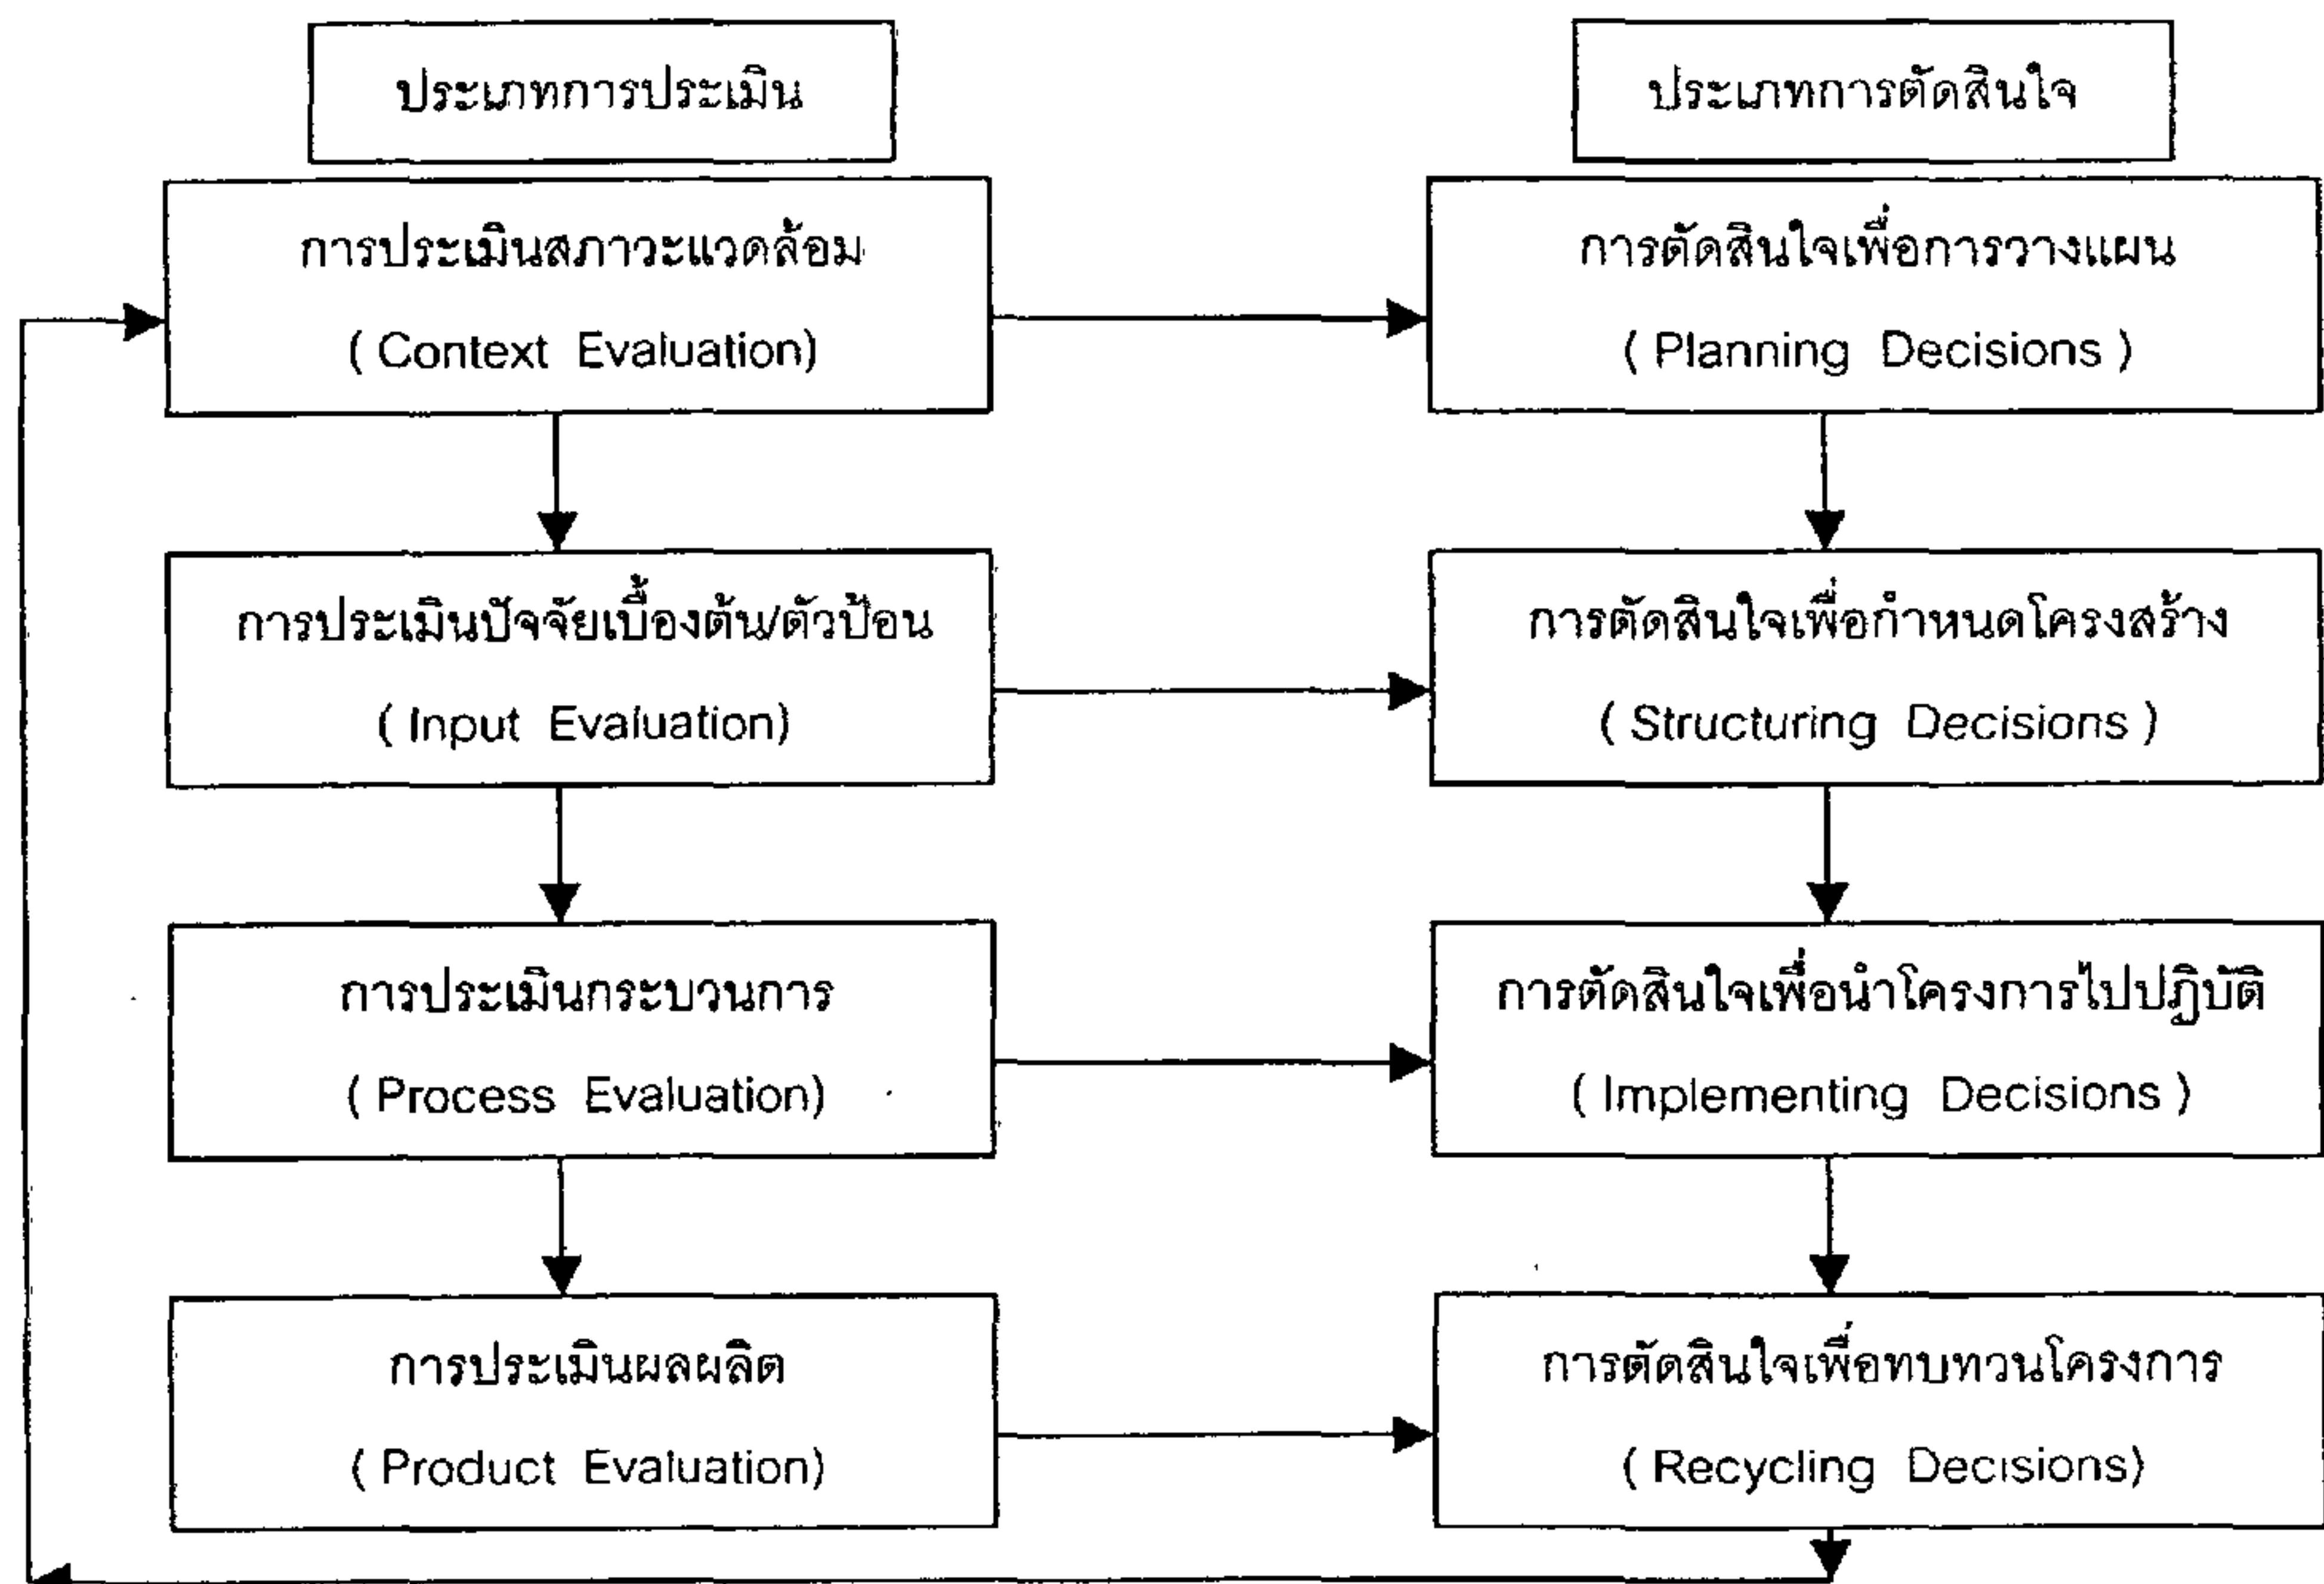 ประเภทการประเมิน
ประเภทการตัดสินใจ
การประเมินสภาวะแวดล้อม
( Context Evaluation)
การตัดสินใจเพื่อการวางแผน
( Planning Decisions )
การประเมินปัจจัยเบื้องต้น/ตัวป้อน
( Input Evaluation)
การตัดสินใจเพื่อกำหนดโครงสร้าง
( Structuring Decisions )
การประเมินกระบวนการ
( Process Evaluation)
การตัดสินใจเพื่อนำโครงการไปปฏิบัติ
( Implementing Decisions )
การประเมินผลผลิต
( Product Evaluation)
การตัดสินใจเพื่อทบทวนโครงการ
( Recycling Decisions)